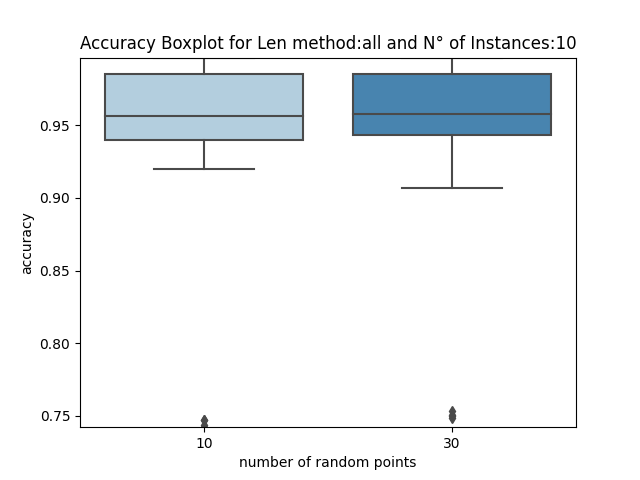 Accuracy Boxplot for Len method:all and N° of Instances:10
accuracy
0.95
0.90
0.85
0.80
0.75
10 30
number of random points